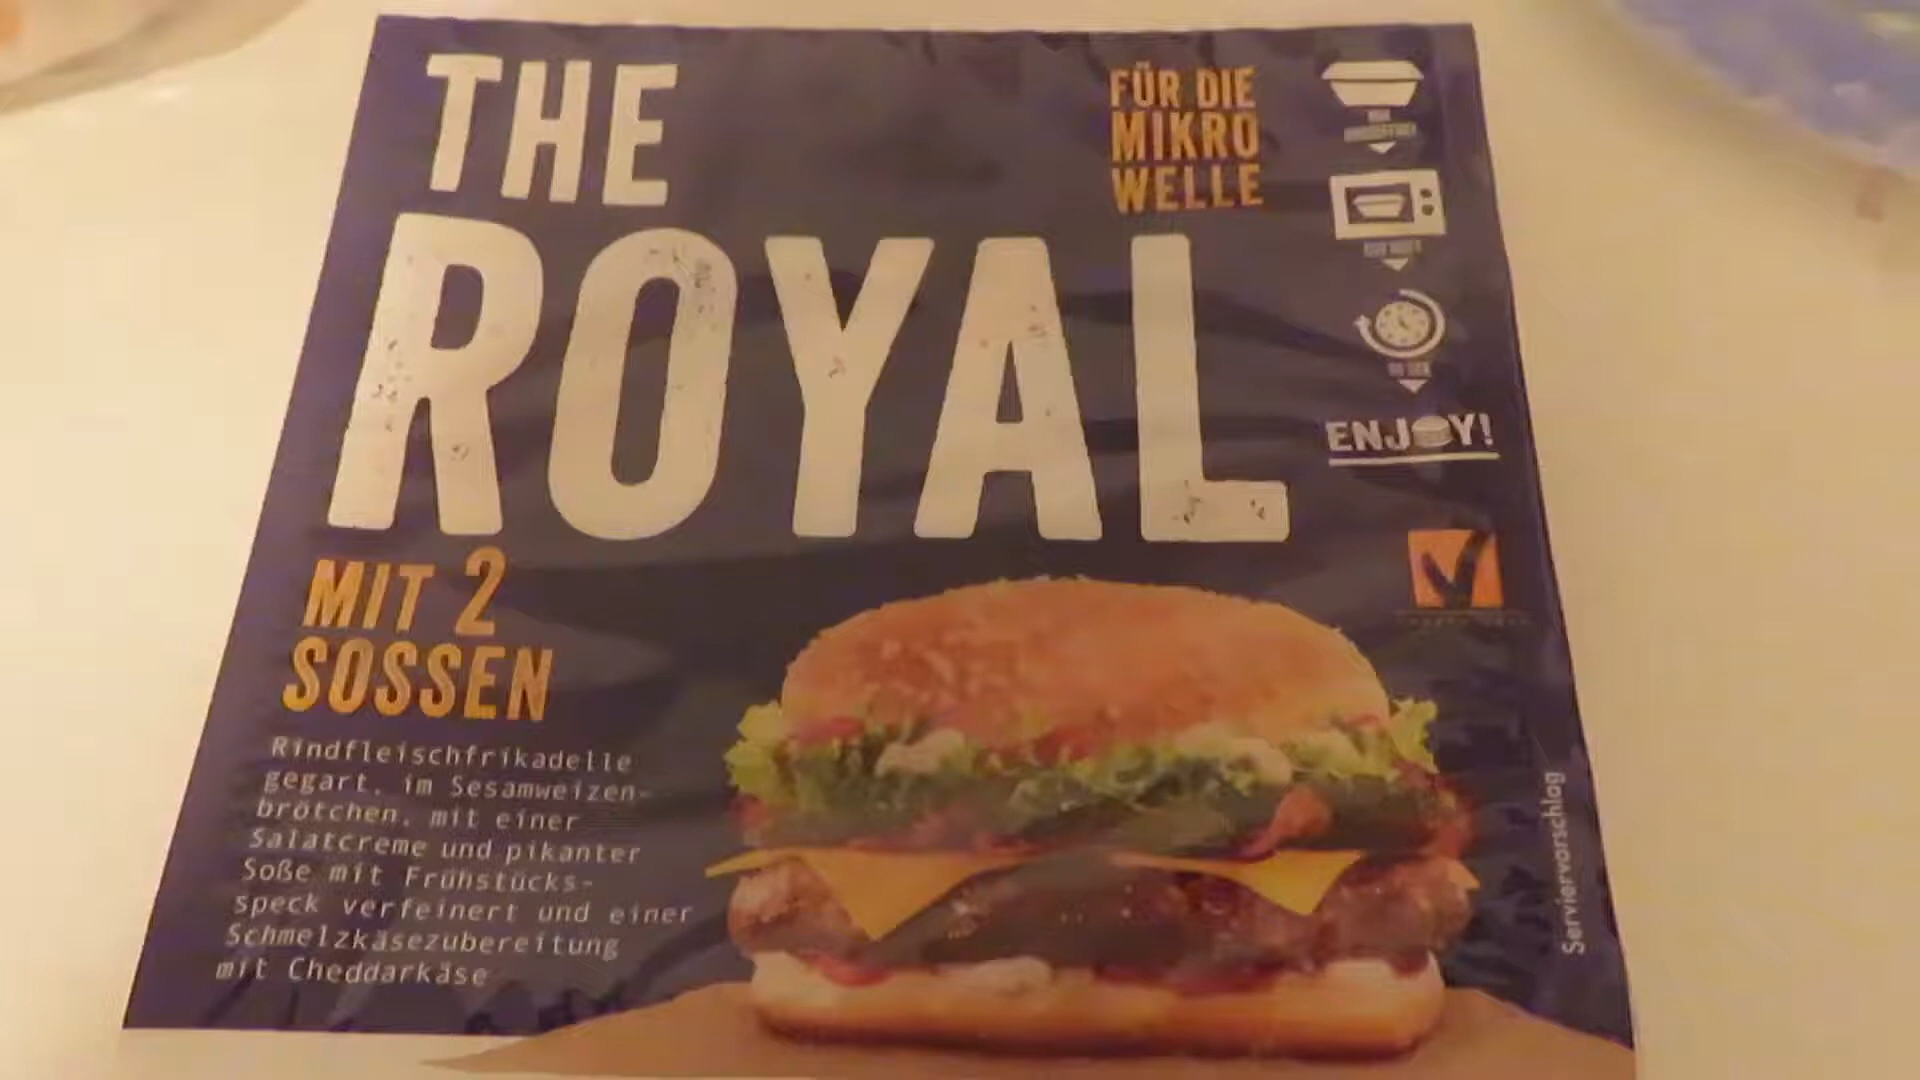 THE
ROYAL
FÜR DIE
MIKRO
WELLE
ENJOY!
MIT 2
SOSSEN
Rindfleischfrikadelle
gegart, im Sesamweizen-
brötchen, mit einer
Salatcreme und pikanter
Soße mit Frühstücks-
speck verfeinert und einer
Schmelzkäsezubereitung
mit Cheddarkäse
Serviervorschlag